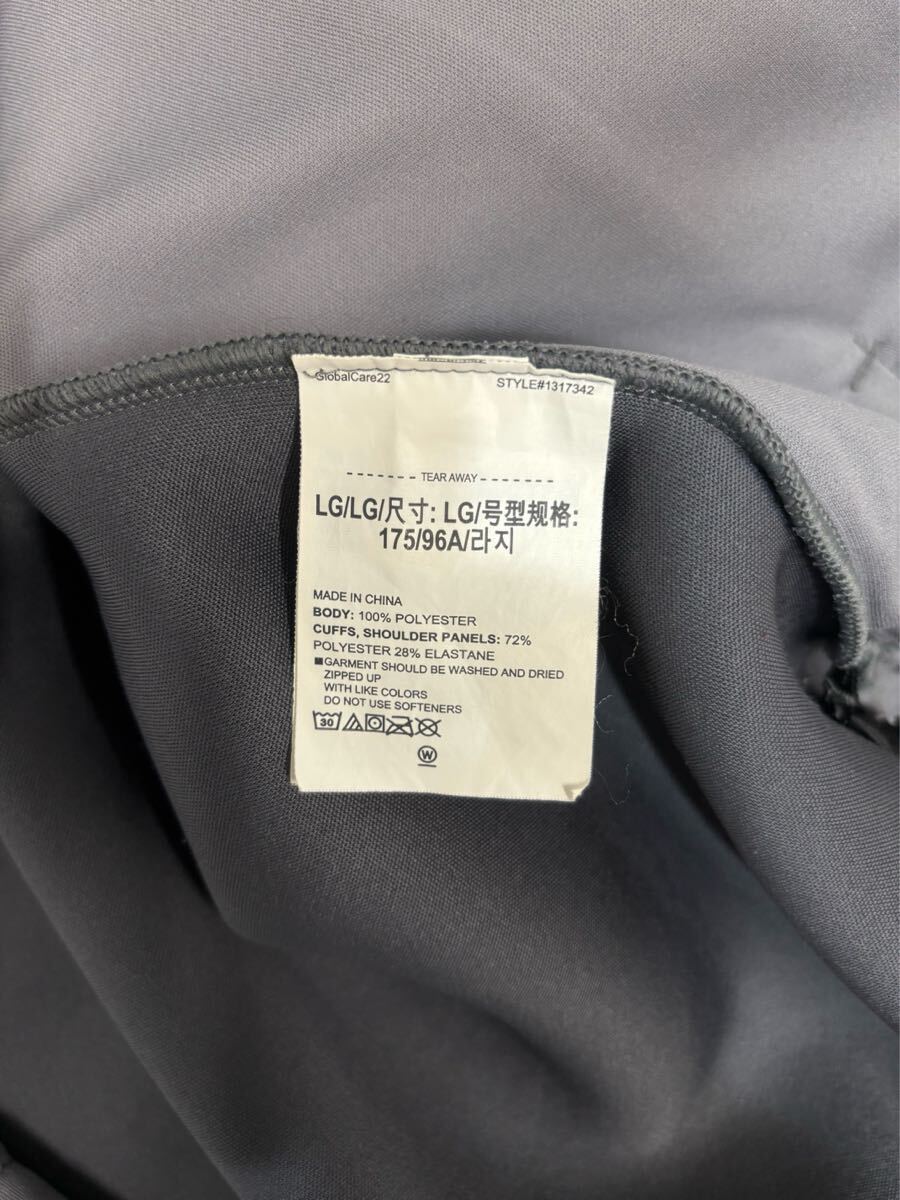 GlobalCare22 STYLE#1317342
------- TEAR AWAY -------
LG/LG/尺寸: LG/号型规格:
175/96A/라지
MADE IN CHINA
BODY: 100% POLYESTER
CUFFS, SHOULDER PANELS: 72%
POLYESTER 28% ELASTANE
■GARMENT SHOULD BE WASHED AND DRIED
ZIPPED UP
WITH LIKE COLORS
DO NOT USE SOFTENERS
30
W